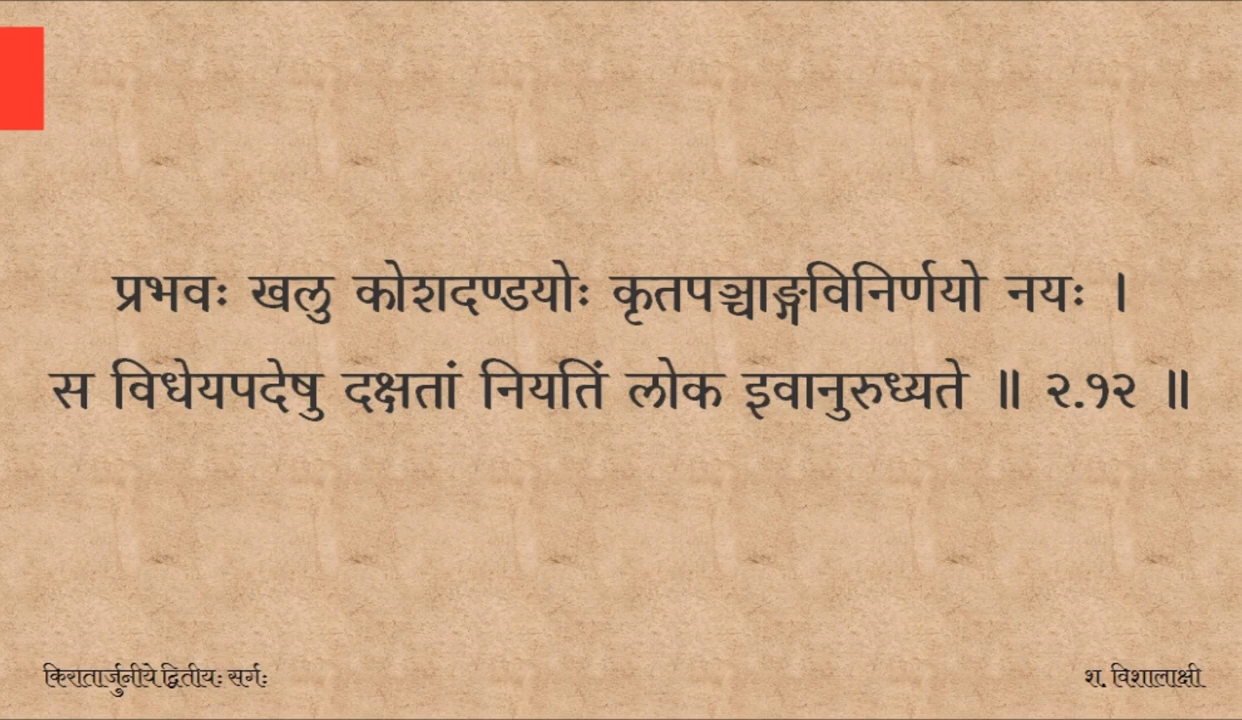 प्रभवः खलु कोशदण्डयोः कृतपञ्चाङ्गविनिर्णयो नयः ।
स विधेयपदेषु दक्षतां नियतिं लोक इवानुरुध्यते ॥ २.१२ ॥
किरातार्जुनीये द्वितीयः सर्गः
श. विशालाक्षी